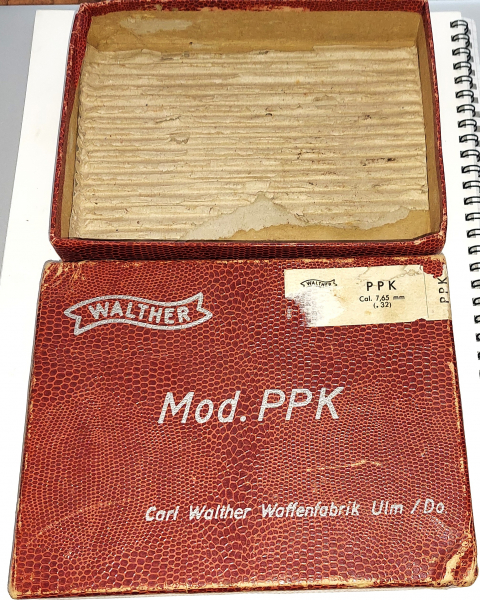 WALTHER
WALTHER
PPK
Cal. 7,65 mm
(.32)
PPK
Mod. PPK
Carl Walther Waffenfabrik Ulm / Do